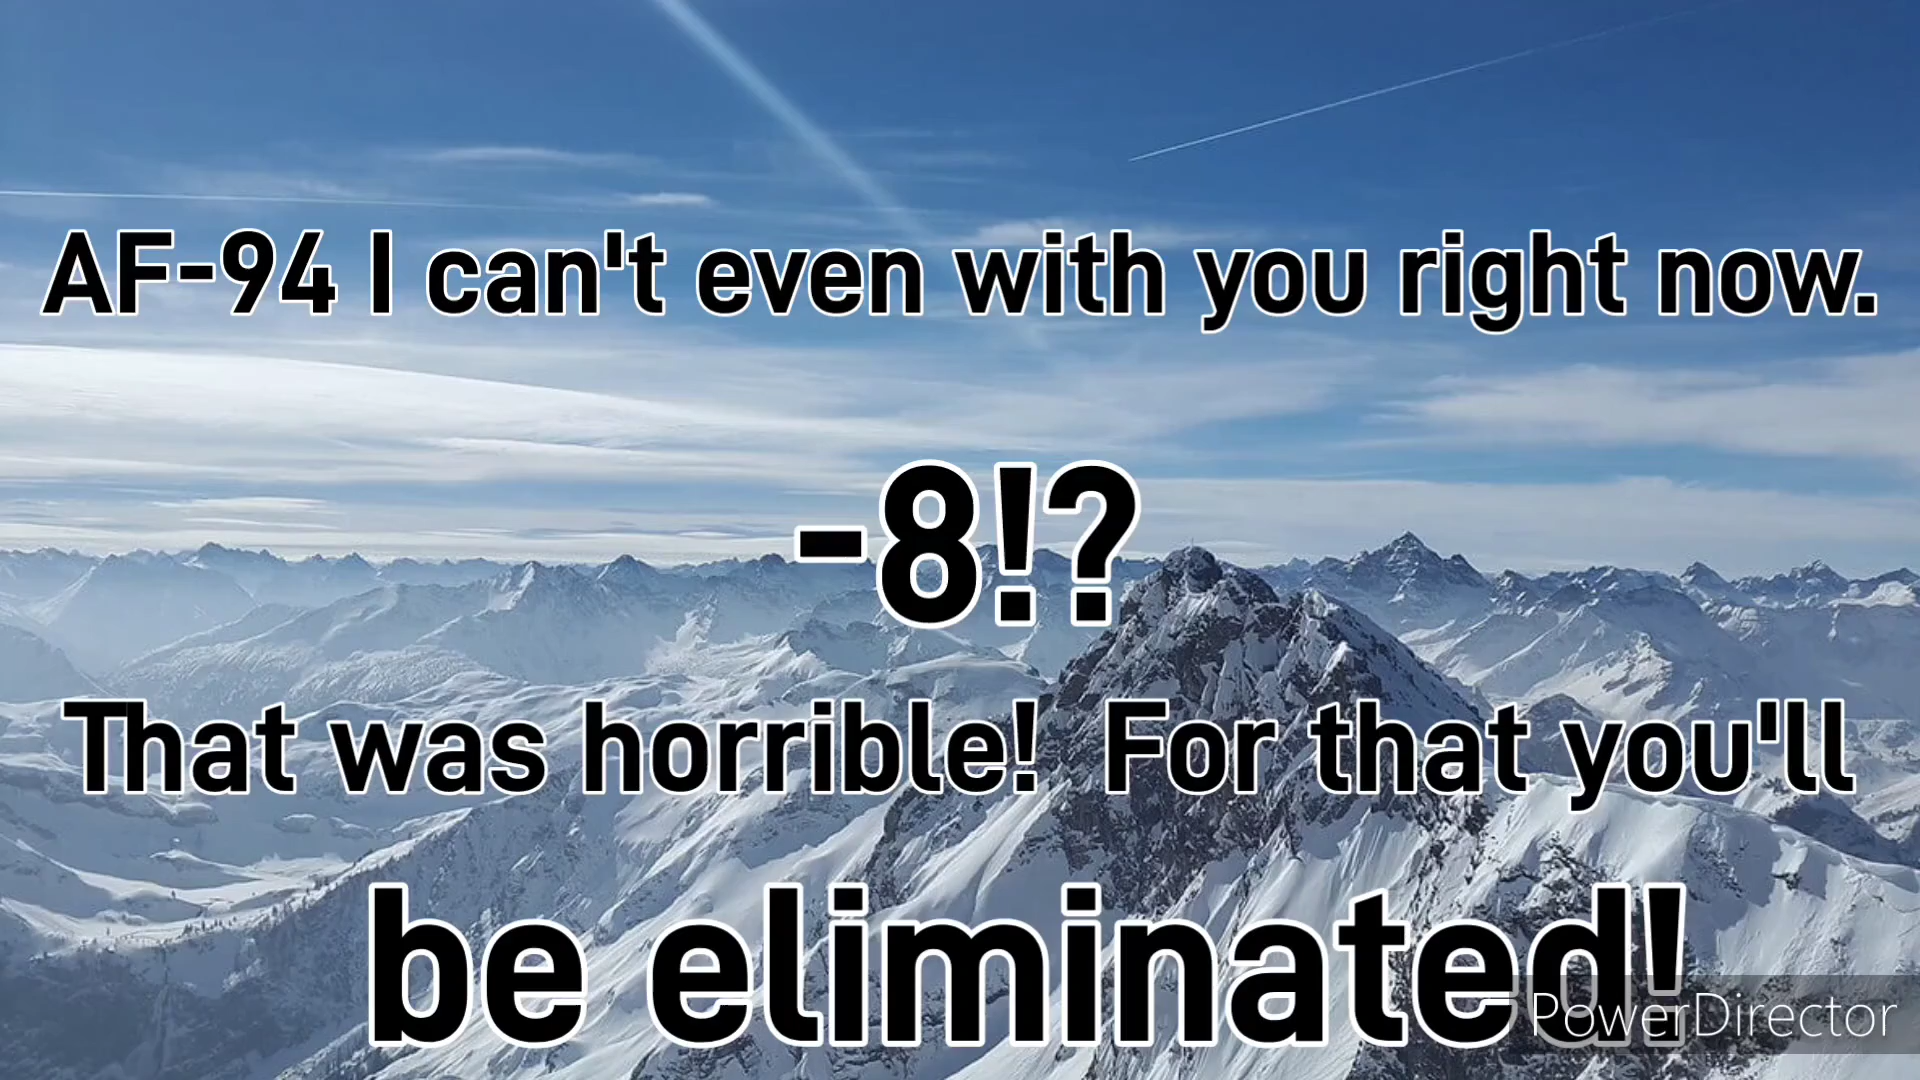 AF-94 I can't even with you right now.
-8!?
That was horrible!  For that you'll
be eliminated!
PowerDirector